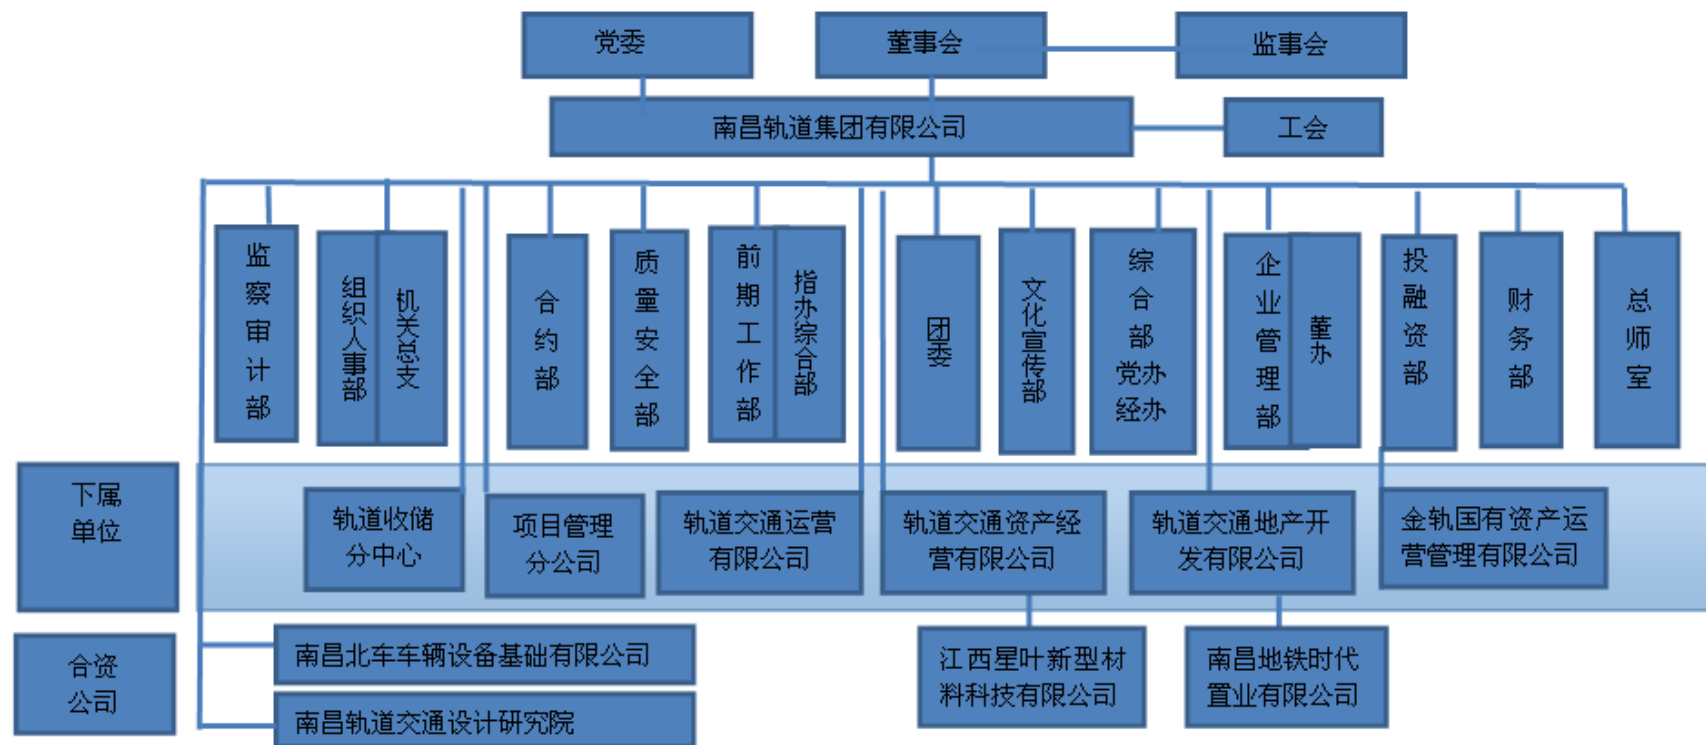 党委
董事会
监事会
南昌轨道集团有限公司
工会
监察审计部
组织人事部
机关总支
合约部
质量安全部
前期工作部
指办综合部
团委
文化宣传部
综合部
党办
经办
企业管理部
董办
投融资部
财务部
总师室
下属
单位
轨道收储
分中心
项目管理
分公司
轨道交通运营
有限公司
轨道交通资产经
营有限公司
轨道交通地产开
发有限公司
金轨国有资产运
营管理有限公司
合资
公司
南昌北车车辆设备基础有限公司
南昌轨道交通设计研究院
江西星叶新型材
料科技有限公司
南昌地铁时代
置业有限公司